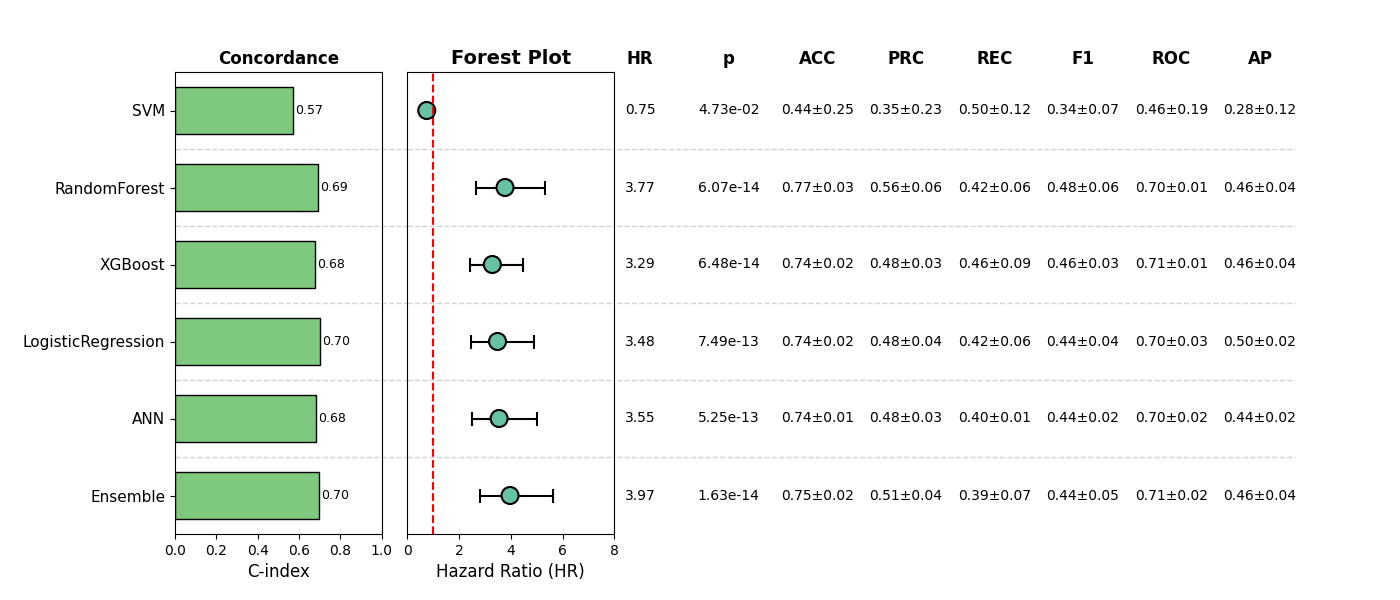 Concordance Forest Plot HR p ACC PRC REC F1 ROC AP
SVM 0.57 0.75 4.73e-02 0.44±0.25 0.35±0.23 0.50±0.12 0.34±0.07 0.46±0.19 0.28±0.12
RandomForest 0.69 3.77 6.07e-14 0.77±0.03 0.56±0.06 0.42±0.06 0.48±0.06 0.70±0.01 0.46±0.04
XGBoost 0.68 3.29 6.48e-14 0.74±0.02 0.48±0.03 0.46±0.09 0.46±0.03 0.71±0.01 0.46±0.04
LogisticRegression 0.70 3.48 7.49e-13 0.74±0.02 0.48±0.04 0.42±0.06 0.44±0.04 0.70±0.03 0.50±0.02
ANN 0.68 3.55 5.25e-13 0.74±0.01 0.48±0.03 0.40±0.01 0.44±0.02 0.70±0.02 0.44±0.02
Ensemble 0.70 3.97 1.63e-14 0.75±0.02 0.51±0.04 0.39±0.07 0.44±0.05 0.71±0.02 0.46±0.04
0.0 0.2 0.4 0.6 0.8 1.0 0 2 4 6 8
C-index Hazard Ratio (HR)